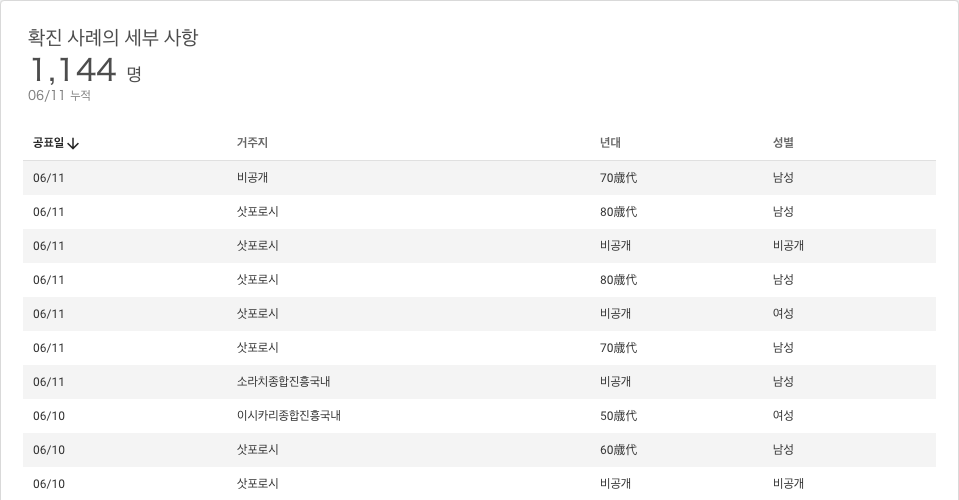 확진 사례의 세부 사항
1,144 명
06/11 누적
공표일↓ 거주지 년대 성별
06/11 비공개 70歳代 남성
06/11 삿포로시 80歳代 남성
06/11 삿포로시 비공개 비공개
06/11 삿포로시 80歳代 남성
06/11 삿포로시 비공개 여성
06/11 삿포로시 70歳代 남성
06/11 소라치종합진흥국내 비공개 남성
06/10 이시카리종합진흥국내 50歳代 여성
06/10 삿포로시 60歳代 남성
06/10 삿포로시 비공개 비공개